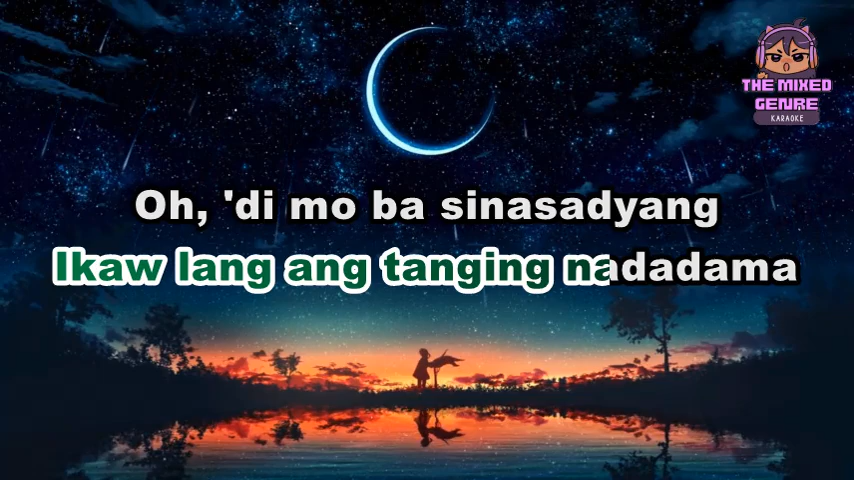 THE MIXED
GENRE
KARAOKE
Oh, 'di mo ba sinasadyang
Ikaw lang ang tanging nadadama